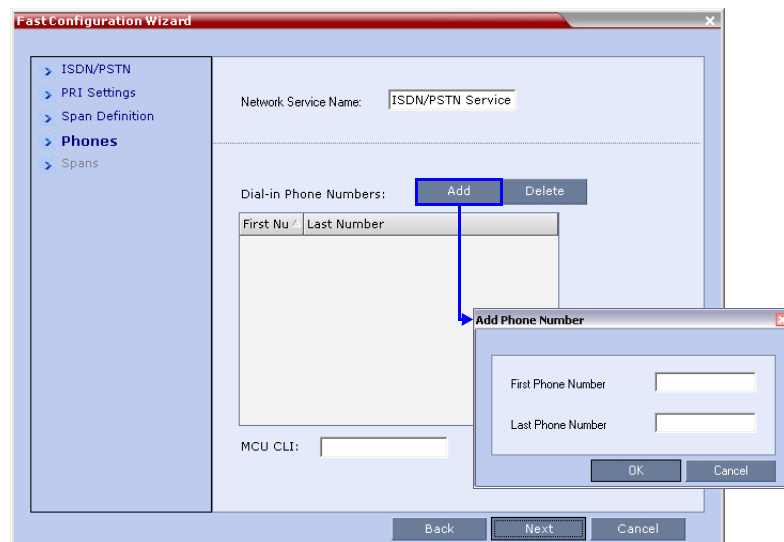 Fast Configuration Wizard
ISDN/PSTN
PRI Settings
Span Definition
Phones
Spans
Network Service Name: ISDN/PSTN Service
Dial-in Phone Numbers: Add Delete
First Nu Last Number
Add Phone Number
First Phone Number
Last Phone Number
OK Cancel
MCU CLI:
Back Next Cancel